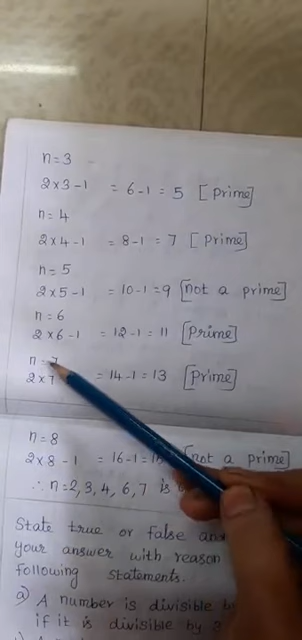 n = 3
2×3-1 = 6-1 = 5 [Prime]
n = 4
2×4-1 = 8-1 = 7 [Prime]
n = 5
2×5-1 = 10-1 = 9 [not a prime]
n = 6
2×6-1 = 12-1 = 11 [Prime]
n = 7
2×7 = 14-1 = 13 [Prime]
n = 8
2×8-1 = 16-1 = [not a prime]
∴ n = 2, 3, 4, 6, 7 is
State true or false
your answer with reason
following statements.
a) A number is divisible
if it is divisible by